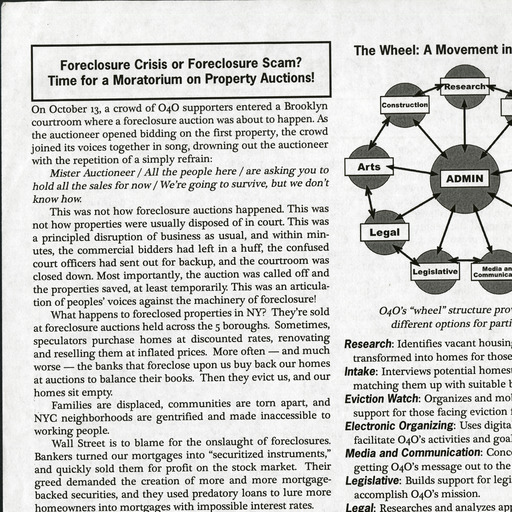 Foreclosure Crisis or Foreclosure Scam?
Time for a Moratorium on Property Auctions!
On October 13, a crowd of O4O supporters entered a Brooklyn
courtroom where a foreclosure auction was about to happen. As
the auctioneer opened bidding on the first property, the crowd
joined its voices together in song, drowning out the auctioneer
with the repetition of a simply refrain:
Mister Auctioneer / All the people here / are asking you to
hold all the sales for now / We're going to survive, but we don't
know how.
This was not how foreclosure auctions happened. This was
not how properties were usually disposed of in court. This was
a principled disruption of business as usual, and within min-
utes, the commercial bidders had left in a huff, the confused
court officers had sent out for backup, and the courtroom was
closed down. Most importantly, the auction was called off and
the properties saved, at least temporarily. This was an articula-
tion of peoples' voices against the machinery of foreclosure!
What happens to foreclosed properties in NY? They're sold
at foreclosure auctions held across the 5 boroughs. Sometimes,
speculators purchase homes at discounted rates, renovating
and reselling them at inflated prices. More often — and much
worse — the banks that foreclose upon us buy back our homes
at auctions to balance their books. Then they evict us, and our
homes sit empty.
Families are displaced, communities are torn apart, and
NYC neighborhoods are gentrified and made inaccessible to
working people.
Wall Street is to blame for the onslaught of foreclosures.
Bankers turned our mortgages into "securitized instruments,"
and quickly sold them for profit on the stock market. Their
greed demanded the creation of more and more mortgage-
backed securities, and they used predatory loans to lure more
homeowners into mortgages with impossible interest rates.
The Wheel: A Movement in
Research
Construction
Arts
ADMIN
Legal
Legislative
Media an
Communica
O4O's "wheel" structure prov
different options for parti
Research: Identifies vacant housing
transformed into homes for those
Intake: Interviews potential homest
matching them up with suitable b
Eviction Watch: Organizes and mob
support for those facing eviction f
Electronic Organizing: Uses digita
facilitate O4O's activities and goal
Media and Communication: Conc
getting O4O's message out to the
Legislative: Builds support for legi
accomplish O4O's mission.
Legal: Researches and analyzes app